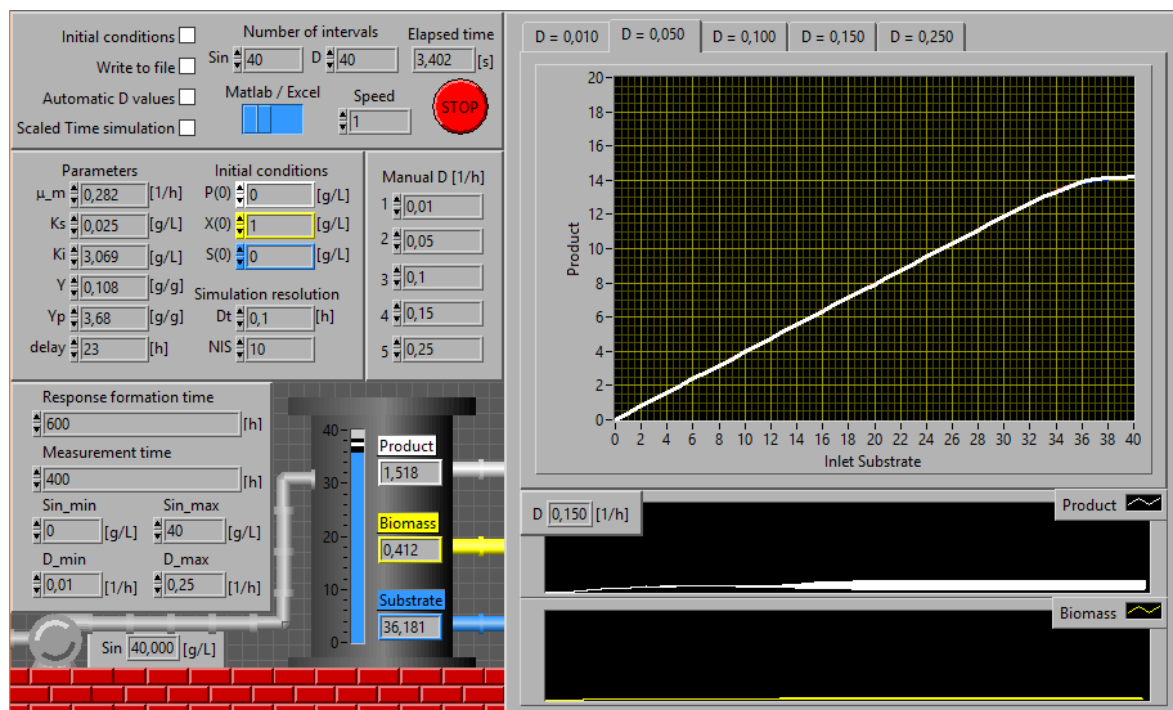 Initial conditions
Write to file
Automatic D values
Scaled Time simulation
Number of intervals
Sin 40 D 40
Elapsed time
3,402 [s]
Matlab / Excel
Speed
1
STOP
Parameters
μ_m 0,282 [1/h]
Ks 0,025 [g/L]
Ki 3,069 [g/L]
Y 0,108 [g/g]
Yp 3,68 [g/g]
delay 23 [h]
Initial conditions
P(0) 0 [g/L]
X(0) 1 [g/L]
S(0) 0 [g/L]
Simulation resolution
Dt 0,1 [h]
NIS 10
Manual D [1/h]
1 0,01
2 0,05
3 0,1
4 0,15
5 0,25
Response formation time
600 [h]
Measurement time
400 [h]
Sin_min Sin_max
0 [g/L] 40 [g/L]
D_min D_max
0,01 [1/h] 0,25 [1/h]
Sin 40,000 [g/L]
40
30
20
10
0
Product
1,518
Biomass
0,412
Substrate
36,181
D = 0,010 D = 0,050 D = 0,100 D = 0,150 D = 0,250
Product
20
18
16
14
12
10
8
6
4
2
0
0 2 4 6 8 10 12 14 16 18 20 22 24 26 28 30 32 34 36 38 40
Inlet Substrate
D 0,150 [1/h]
Product
Biomass